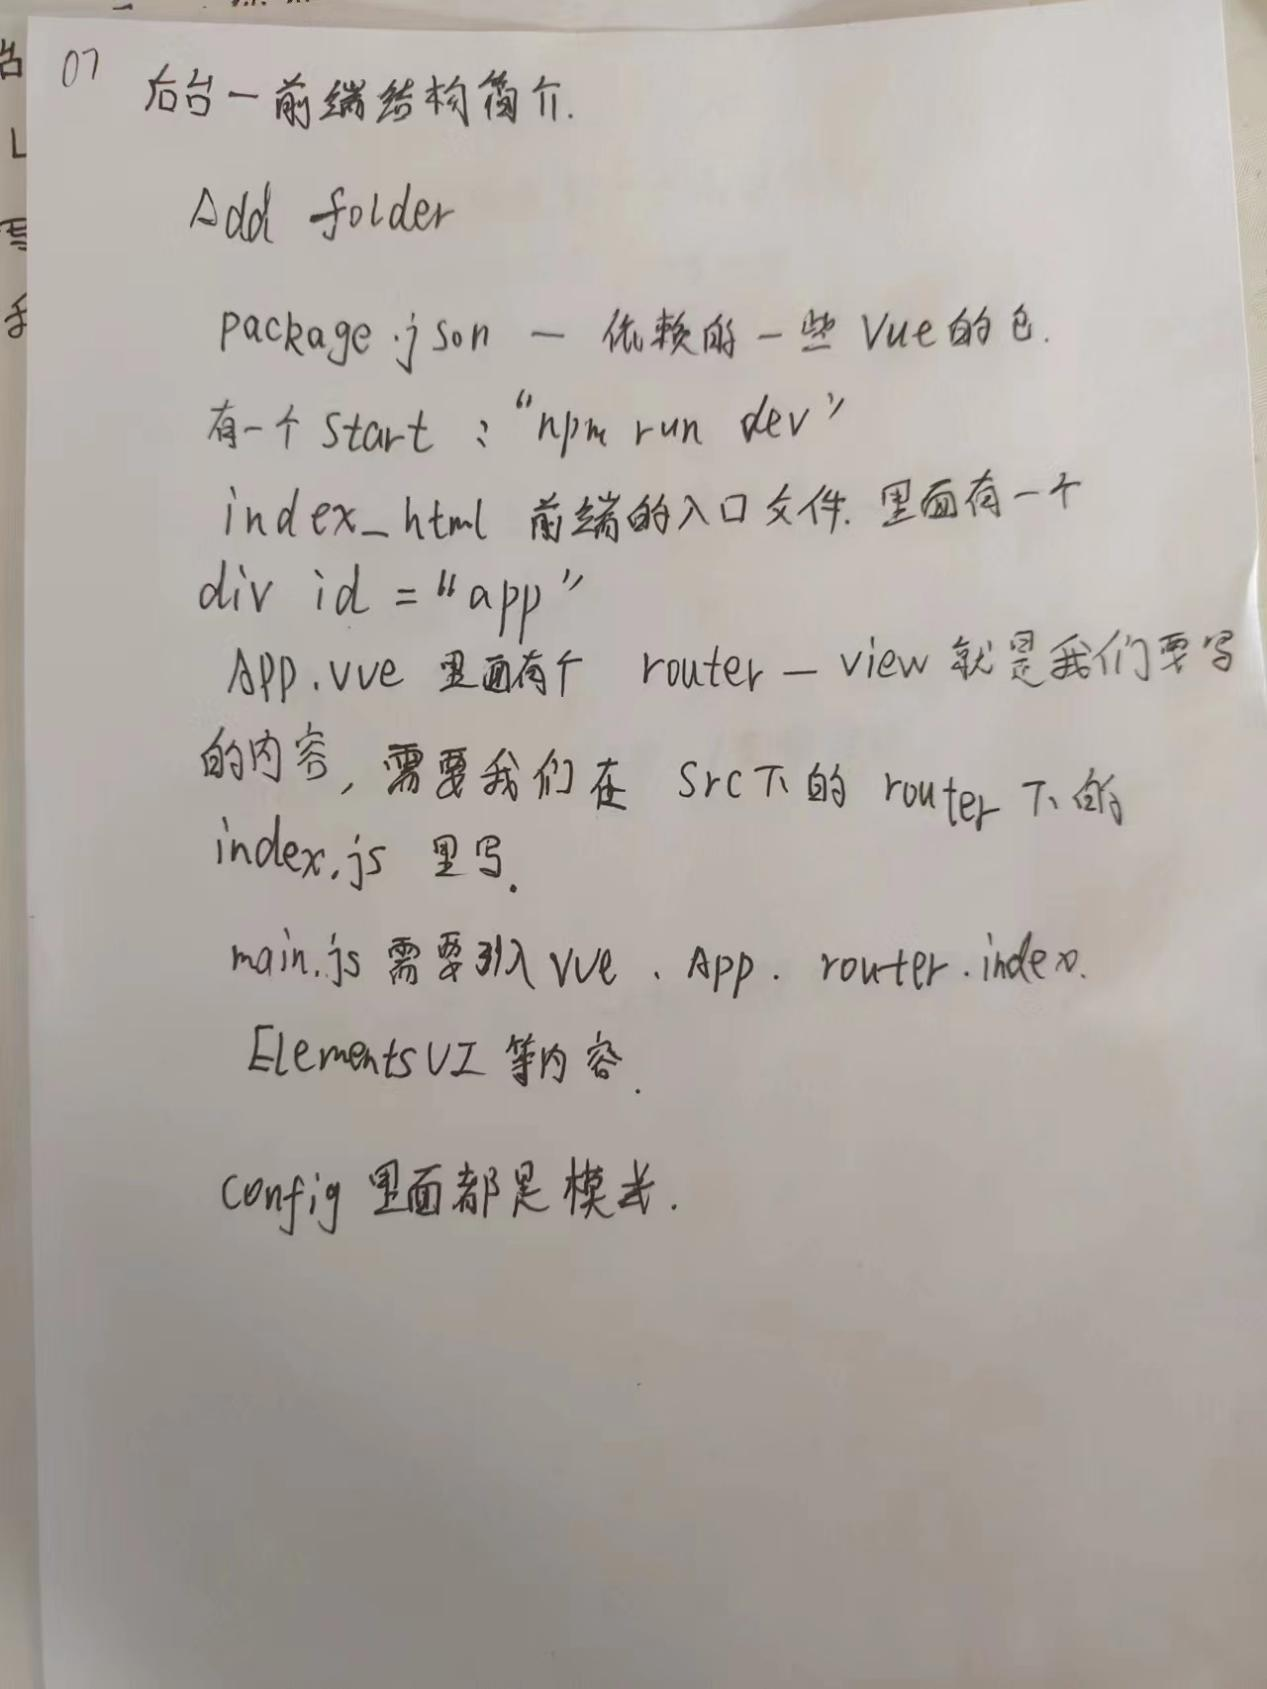 07
后台一前端结构简介.
Add folder
package.json — 依赖的一些Vue的包.
有一个 start : “npm run dev”
index_html 前端的入口文件. 里面有一个
div id = “app”
App.vue 里面有个 router — view 就是我们要写
的内容, 需要我们在 src下的 router 下的
index.js 里写.
main.js 需要引入 vue 、App. router.index.
ElementsUI 等内容.
config 里面都是模式.